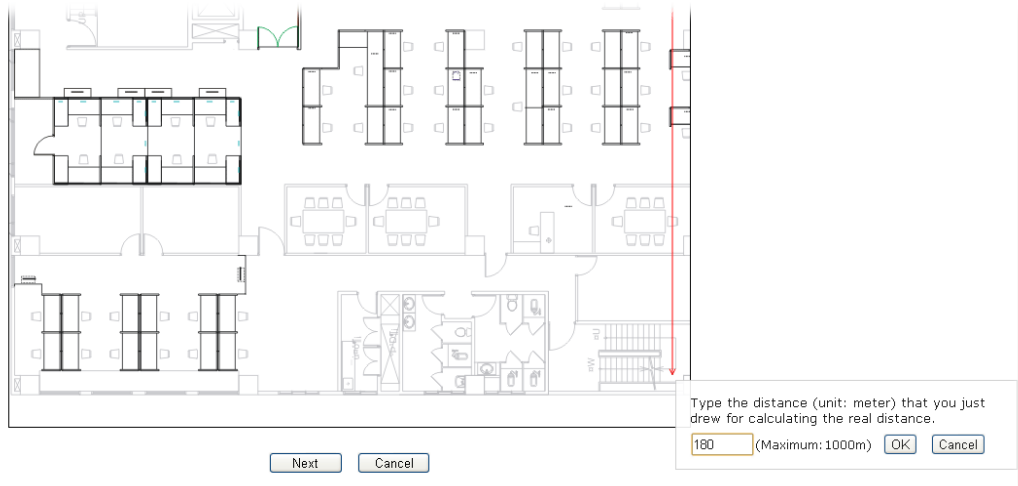 Type the distance (unit: meter) that you just
drew for calculating the real distance.
180 (Maximum: 1000m) OK Cancel
Next Cancel